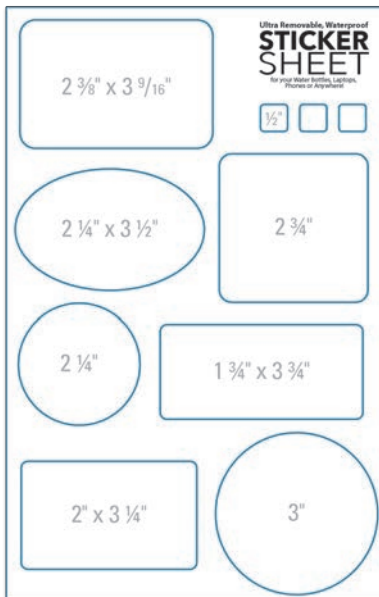 Ultra Removable, Waterproof
STICKER
SHEET
for your Water Bottles, Laptops,
Phones or Anywhere!
2 ⅜" x 3 9/16"
½"
2 ¼" x 3 ½"
2 ¾"
2 ¼"
1 ¾" x 3 ¾"
2" x 3 ¼"
3"